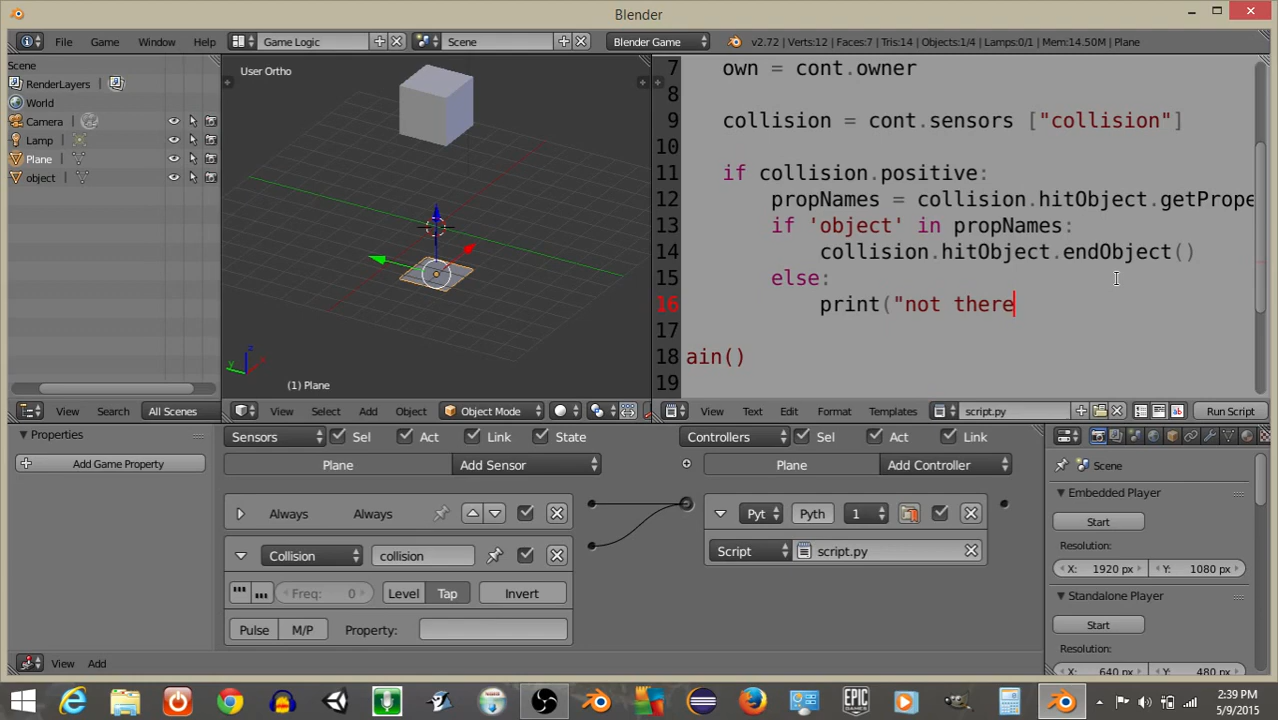 Blender
File Game Window Help Game Logic Scene Blender Game v2.72 | Verts:12 | Faces:7 | Tris:14 | Objects:1/4 | Lamps:0/1 | Mem:14.50M | Plane
Scene
RenderLayers
World
Camera
Lamp
Plane
object
View Search All Scenes
User Ortho
(1) Plane
View Select Add Object Object Mode
7 own = cont.owner
8
9 collision = cont.sensors ["collision"]
10
11 if collision.positive:
12 propNames = collision.hitObject.getPrope
13 if 'object' in propNames:
14 collision.hitObject.endObject()
15 else:
16 print("not there
17
18 ain()
19
View Text Edit Format Templates script.py Run Script
Properties
Add Game Property
Sensors Sel Act Link State
Plane Add Sensor
Always Always
Collision collision
Freq: 0 Level Tap Invert
Pulse M/P Property:
Controllers Sel Act Link
Plane Add Controller
Pyt Pyth 1
Script script.py
Scene
Embedded Player
Start
Resolution:
X: 1920 px Y: 1080 px
Standalone Player
Start
Resolution:
X: 640 px Y: 480 px
View Add
EPIC GAMES
2:39 PM
5/9/2015